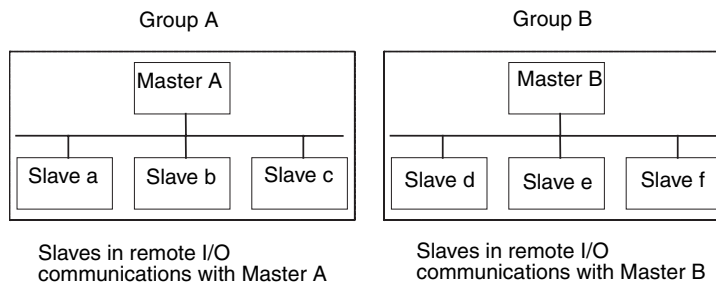 Group A
Group B
Master A
Master B
Slave a
Slave b
Slave c
Slave d
Slave e
Slave f
Slaves in remote I/O
communications with Master A
Slaves in remote I/O
communications with Master B